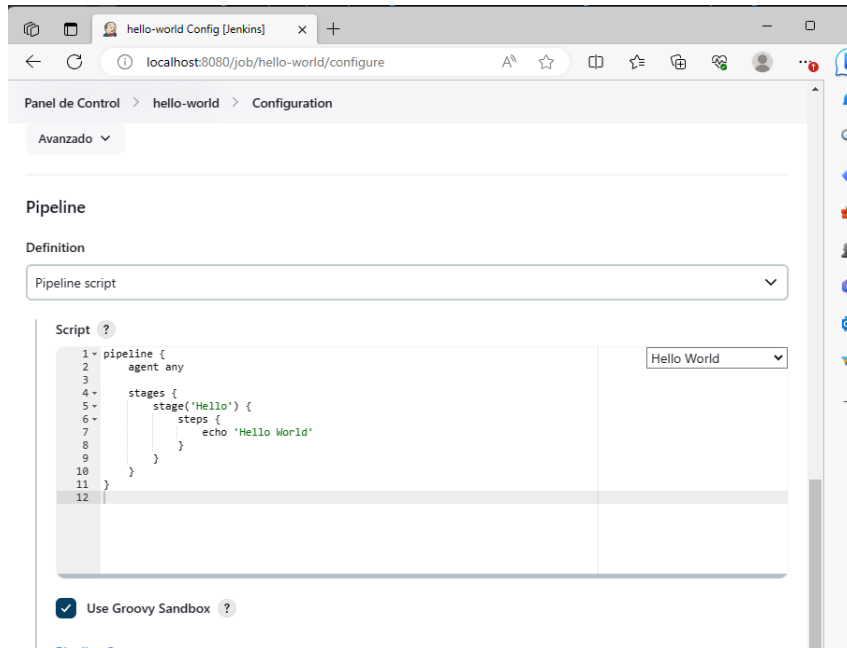 hello-world Config [Jenkins]
localhost:8080/job/hello-world/configure
Panel de Control > hello-world > Configuration
Avanzado
Pipeline
Definition
Pipeline script
Script ?
Hello World
1 pipeline {
2     agent any
3
4     stages {
5         stage('Hello') {
6             steps {
7                 echo 'Hello World'
8             }
9         }
10     }
11 }
12
Use Groovy Sandbox ?